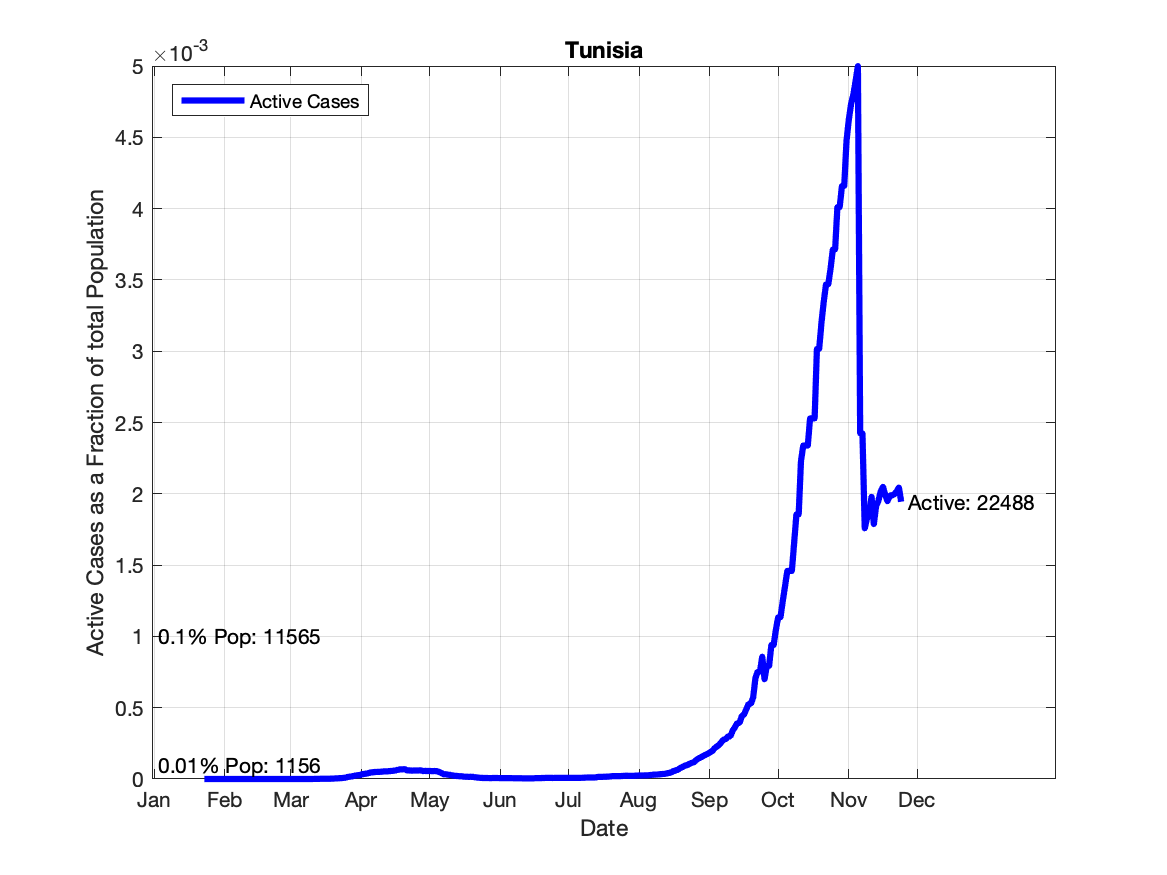 Tunisia
×10-3
Active Cases
5
4.5
4
3.5
3
2.5
2
1.5
1
0.5
0
Active Cases as a Fraction of total Population
Active: 22488
0.1% Pop: 11565
0.01% Pop: 1156
Jan Feb Mar Apr May Jun Jul Aug Sep Oct Nov Dec
Date